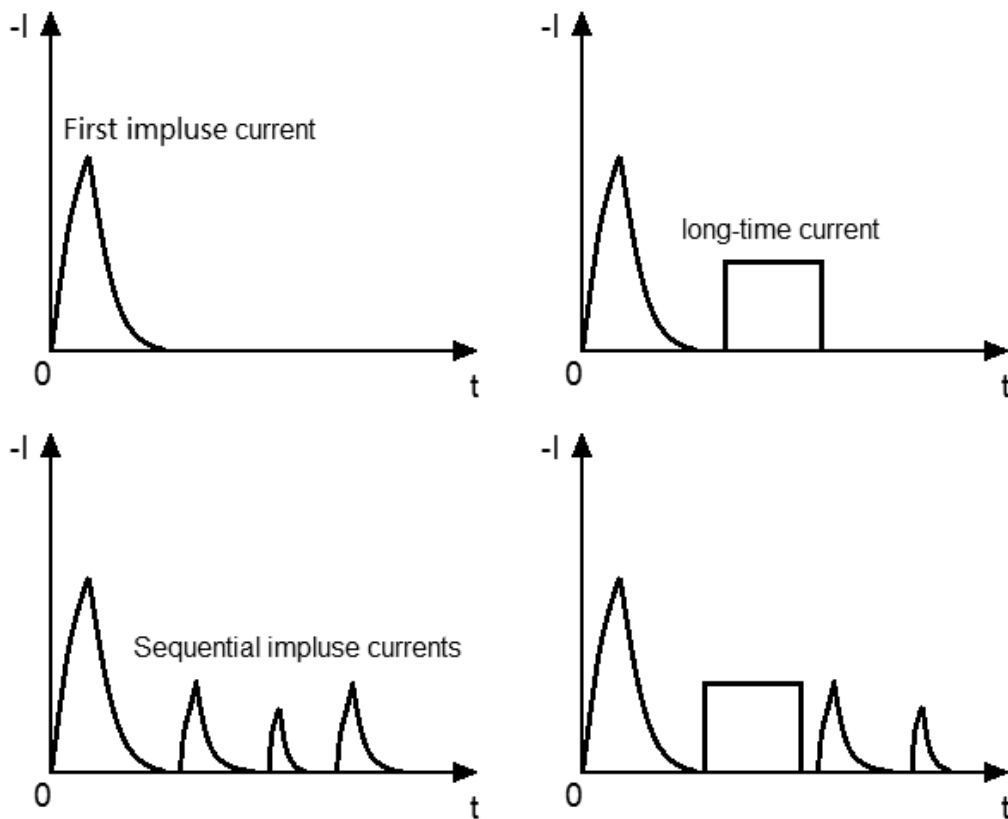 -I
First impluse current
0
t
-I
long-time current
0
t
-I
Sequential impluse currents
0
t
-I
0
t